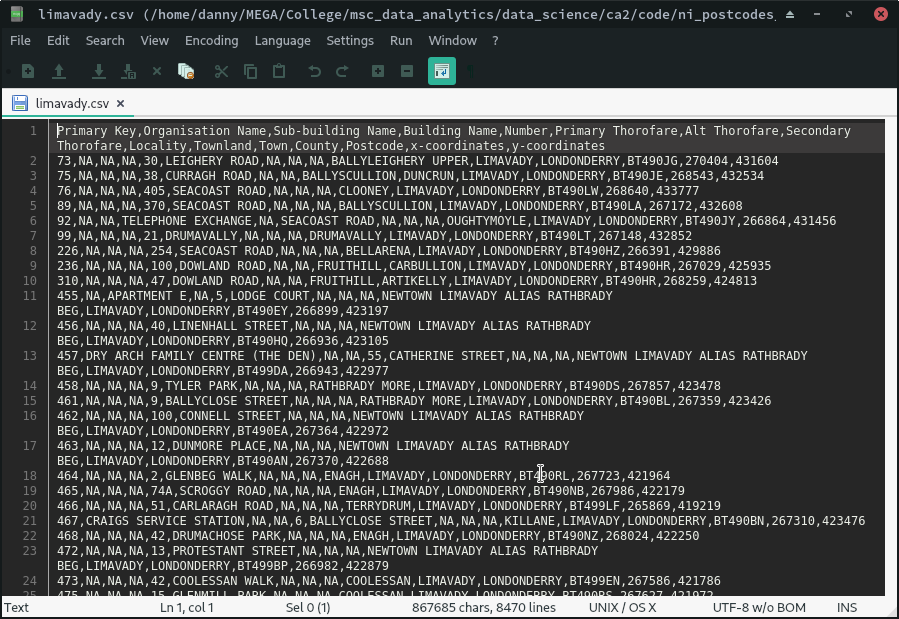 limavady.csv (/home/danny/MEGA/College/msc_data_analytics/data_science/ca2/code/ni_postcodes
File Edit Search View Encoding Language Settings Run Window ?
limavady.csv
1 Primary Key,Organisation Name,Sub-building Name,Building Name,Number,Primary Thorofare,Alt Thorofare,Secondary
Thorofare,Locality,Townland,Town,County,Postcode,x-coordinates,y-coordinates
2 73,NA,NA,NA,30,LEIGHERY ROAD,NA,NA,NA,BALLYLEIGHERY UPPER,LIMAVADY,LONDONDERRY,BT490JG,270404,431604
3 75,NA,NA,NA,38,CURRAGH ROAD,NA,NA,BALLYSCULLION,DUNCRUN,LIMAVADY,LONDONDERRY,BT490JE,268543,432534
4 76,NA,NA,NA,405,SEACOAST ROAD,NA,NA,NA,CLOONEY,LIMAVADY,LONDONDERRY,BT490LW,268640,433777
5 89,NA,NA,NA,370,SEACOAST ROAD,NA,NA,NA,BALLYSCULLION,LIMAVADY,LONDONDERRY,BT490LA,267172,432608
6 92,NA,NA,TELEPHONE EXCHANGE,NA,SEACOAST ROAD,NA,NA,NA,OUGHTYMOYLE,LIMAVADY,LONDONDERRY,BT490JY,266864,431456
7 99,NA,NA,NA,21,DRUMAVALLY,NA,NA,NA,DRUMAVALLY,LIMAVADY,LONDONDERRY,BT490LT,267148,432852
8 226,NA,NA,NA,254,SEACOAST ROAD,NA,NA,NA,BELLARENA,LIMAVADY,LONDONDERRY,BT490HZ,266391,429886
9 236,NA,NA,NA,100,DOWLAND ROAD,NA,NA,FRUITHILL,CARBULLION,LIMAVADY,LONDONDERRY,BT490HR,267029,425935
10 310,NA,NA,NA,47,DOWLAND ROAD,NA,NA,FRUITHILL,ARTIKELLY,LIMAVADY,LONDONDERRY,BT490HR,268259,424813
11 455,NA,APARTMENT E,NA,5,LODGE COURT,NA,NA,NA,NEWTOWN LIMAVADY ALIAS RATHBRADY
BEG,LIMAVADY,LONDONDERRY,BT490EY,266899,423197
12 456,NA,NA,NA,40,LINENHALL STREET,NA,NA,NA,NEWTOWN LIMAVADY ALIAS RATHBRADY
BEG,LIMAVADY,LONDONDERRY,BT490HQ,266936,423105
13 457,DRY ARCH FAMILY CENTRE (THE DEN),NA,NA,55,CATHERINE STREET,NA,NA,NA,NEWTOWN LIMAVADY ALIAS RATHBRADY
BEG,LIMAVADY,LONDONDERRY,BT499DA,266943,422977
14 458,NA,NA,NA,9,TYLER PARK,NA,NA,NA,RATHBRADY MORE,LIMAVADY,LONDONDERRY,BT490DS,267857,423478
15 461,NA,NA,NA,9,BALLYCLOSE STREET,NA,NA,NA,RATHBRADY MORE,LIMAVADY,LONDONDERRY,BT490BL,267359,423426
16 462,NA,NA,NA,100,CONNELL STREET,NA,NA,NA,NEWTOWN LIMAVADY ALIAS RATHBRADY
BEG,LIMAVADY,LONDONDERRY,BT490EA,267364,422972
17 463,NA,NA,NA,12,DUNMORE PLACE,NA,NA,NA,NEWTOWN LIMAVADY ALIAS RATHBRADY
BEG,LIMAVADY,LONDONDERRY,BT490AN,267370,422688
18 464,NA,NA,NA,2,GLENBEG WALK,NA,NA,NA,ENAGH,LIMAVADY,LONDONDERRY,BT490RL,267723,421964
19 465,NA,NA,NA,74A,SCROGGY ROAD,NA,NA,NA,ENAGH,LIMAVADY,LONDONDERRY,BT490NB,267986,422179
20 466,NA,NA,NA,51,CARLARAGH ROAD,NA,NA,NA,TERRYDRUM,LIMAVADY,LONDONDERRY,BT499LF,265869,419219
21 467,CRAIGS SERVICE STATION,NA,NA,6,BALLYCLOSE STREET,NA,NA,NA,KILLANE,LIMAVADY,LONDONDERRY,BT490BN,267310,423476
22 468,NA,NA,NA,42,DRUMACHOSE PARK,NA,NA,NA,ENAGH,LIMAVADY,LONDONDERRY,BT490NZ,268024,422250
23 472,NA,NA,NA,13,PROTESTANT STREET,NA,NA,NA,NEWTOWN LIMAVADY ALIAS RATHBRADY
BEG,LIMAVADY,LONDONDERRY,BT499BP,266982,422879
24 473,NA,NA,NA,42,COOLESSAN WALK,NA,NA,NA,COOLESSAN,LIMAVADY,LONDONDERRY,BT499EN,267586,421786
Text Ln 1, col 1 Sel 0 (1) 867685 chars, 8470 lines UNIX / OS X UTF-8 w/o BOM INS